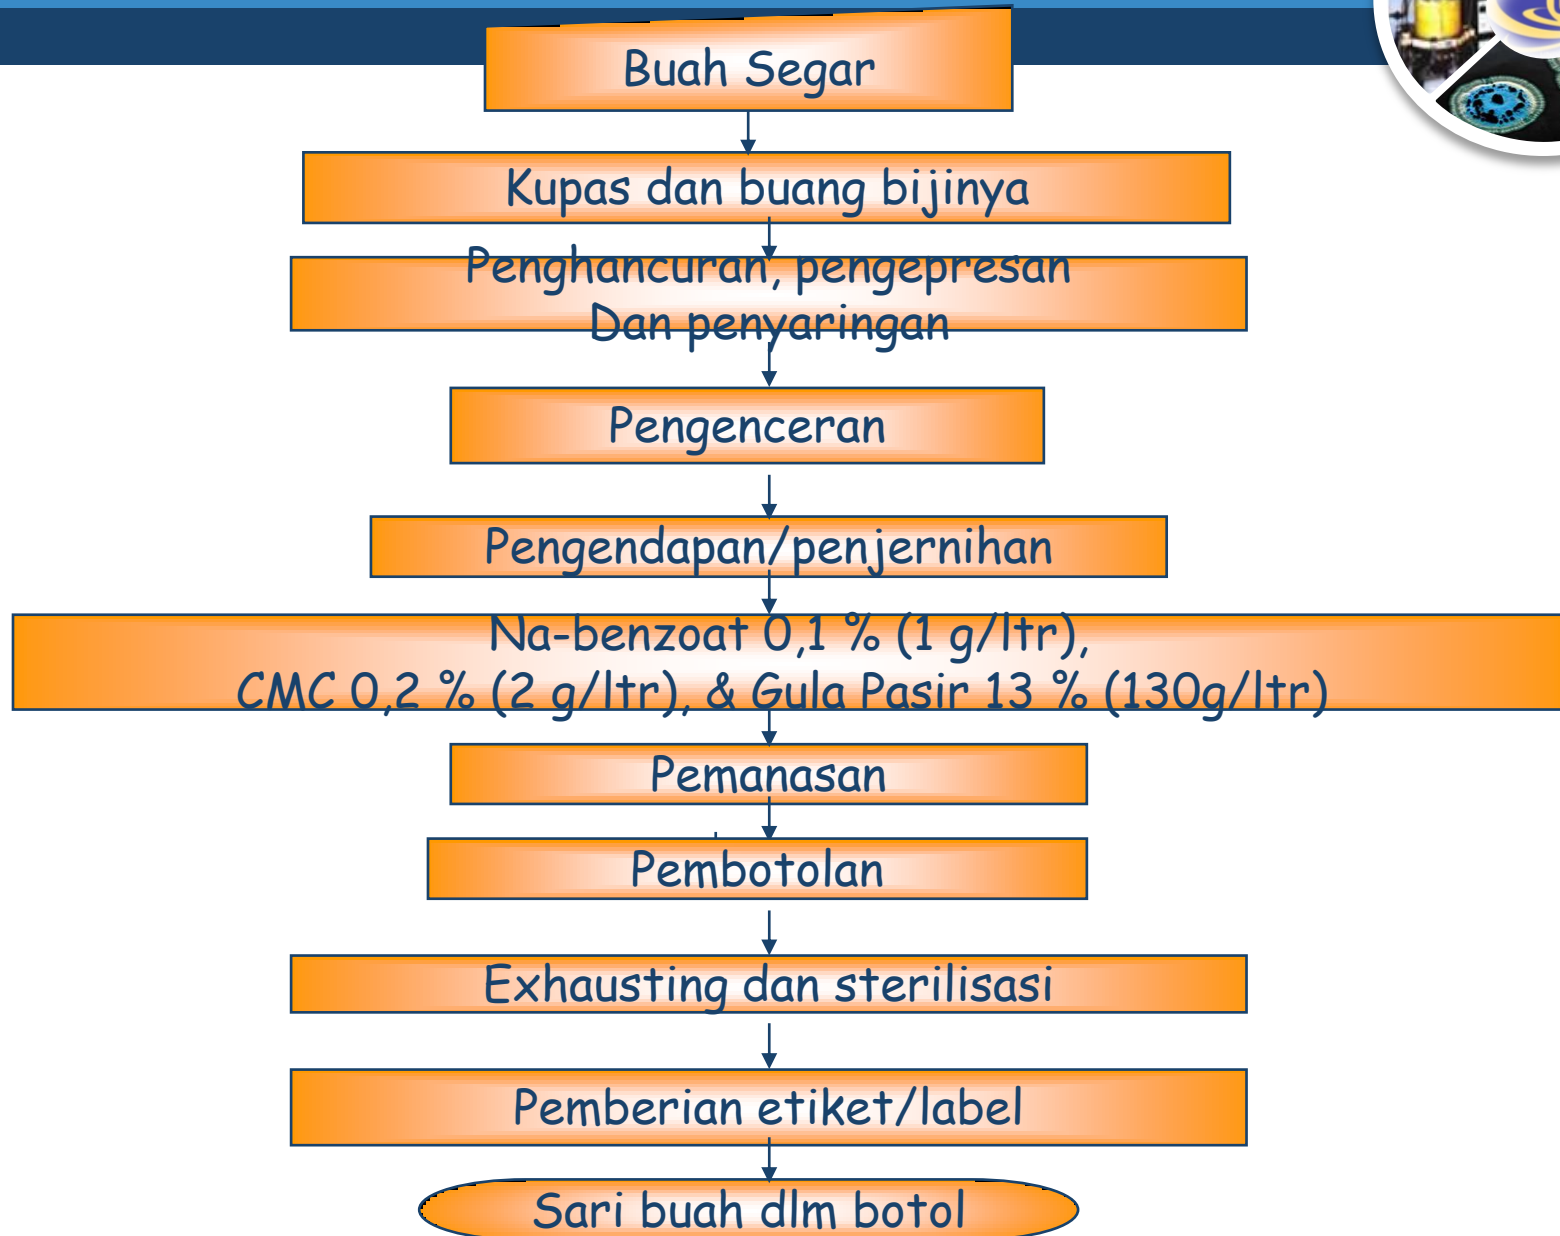 Buah Segar
Kupas dan buang bijinya
Penghancuran, pengepresan
Dan penyaringan
Pengenceran
Pengendapan/penjernihan
Na-benzoat 0,1 % (1 g/ltr),
CMC 0,2 % (2 g/ltr), & Gula Pasir 13 % (130g/ltr)
Pemanasan
Pembotolan
Exhausting dan sterilisasi
Pemberian etiket/label
Sari buah dlm botol